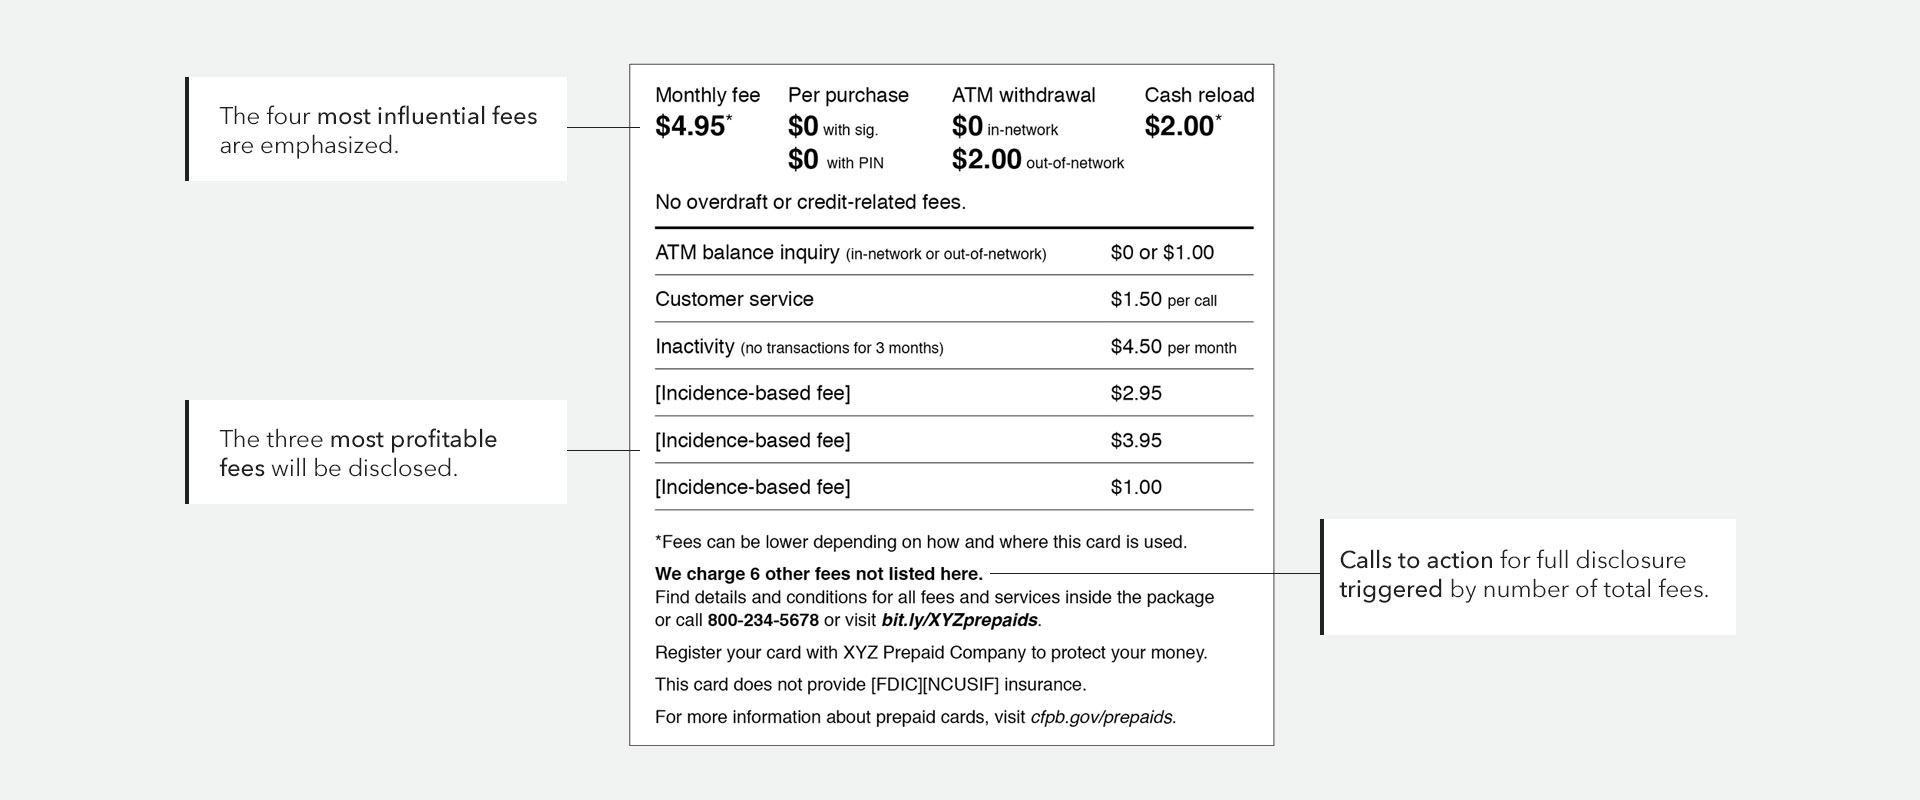 The four most influential fees
are emphasized.
Monthly fee Per purchase ATM withdrawal Cash reload
$4.95* $0 with sig. $0 in-network $2.00*
$0 with PIN $2.00 out-of-network
No overdraft or credit-related fees.
ATM balance inquiry (in-network or out-of-network) $0 or $1.00
Customer service $1.50 per call
Inactivity (no transactions for 3 months) $4.50 per month
[Incidence-based fee] $2.95
The three most profitable
fees will be disclosed.
[Incidence-based fee] $3.95
[Incidence-based fee] $1.00
*Fees can be lower depending on how and where this card is used.
We charge 6 other fees not listed here.
Find details and conditions for all fees and services inside the package
or call 800-234-5678 or visit bit.ly/XYZprepaids.
Calls to action for full disclosure
triggered by number of total fees.
Register your card with XYZ Prepaid Company to protect your money.
This card does not provide [FDIC][NCUSIF] insurance.
For more information about prepaid cards, visit cfpb.gov/prepaids.